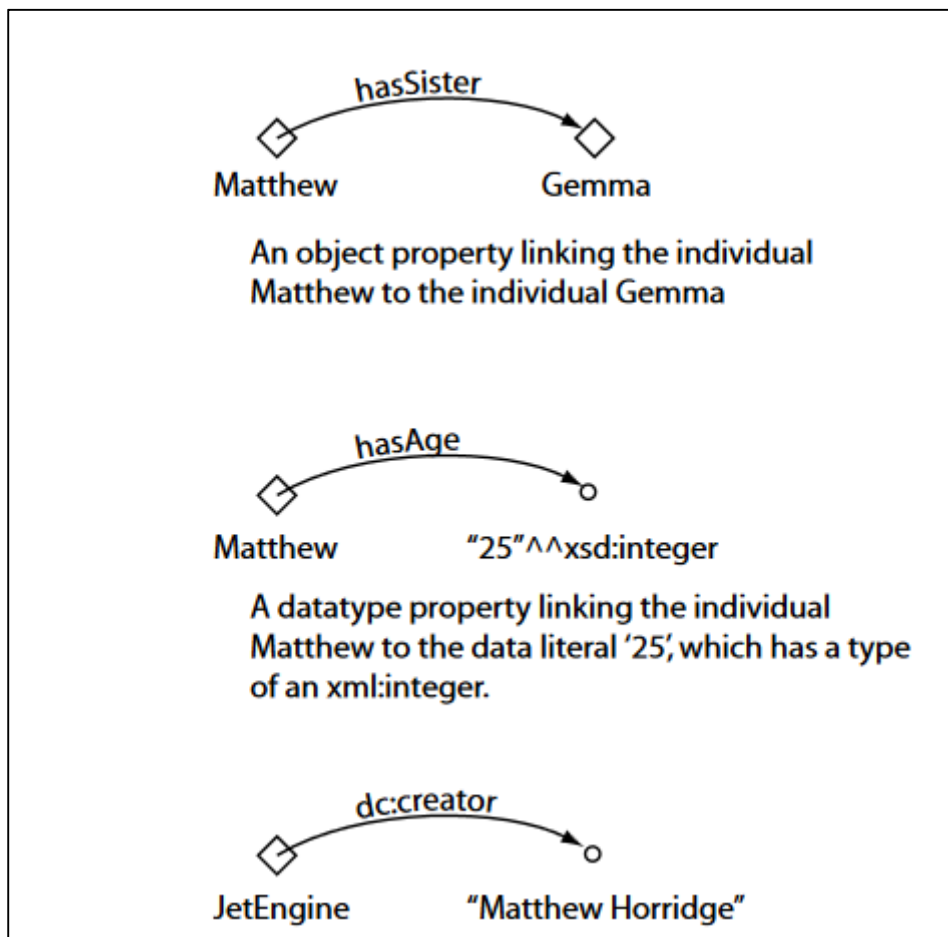 hasSister
Matthew Gemma
An object property linking the individual
Matthew to the individual Gemma
hasAge
Matthew “25”^^xsd:integer
A datatype property linking the individual
Matthew to the data literal ‘25’, which has a type
of an xml:integer.
dc:creator
JetEngine “Matthew Horridge”